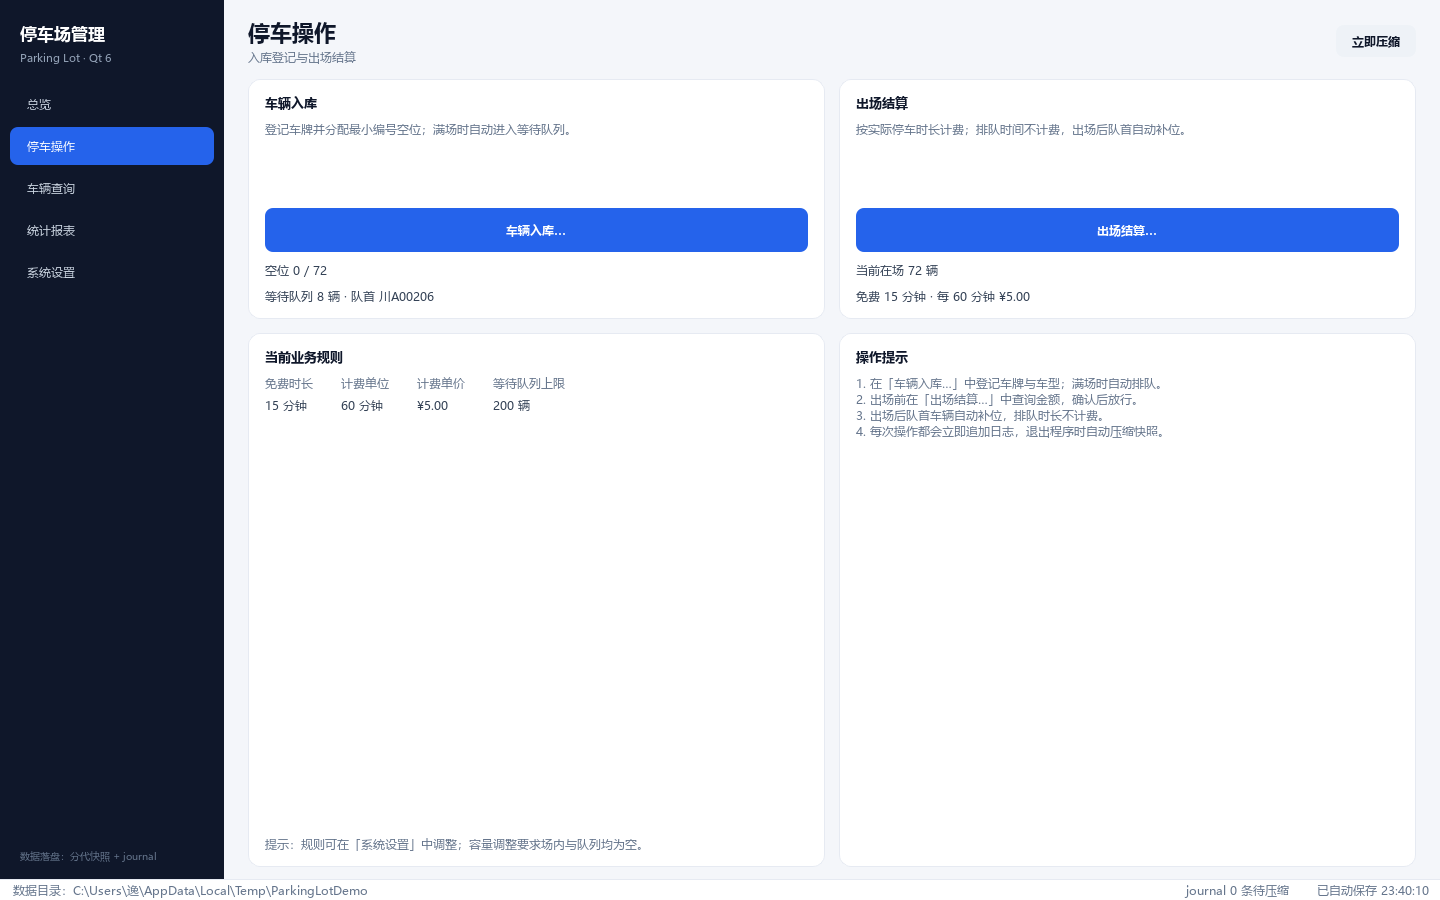 停车场管理
Parking Lot · Qt 6
总览
停车操作
车辆查询
统计报表
系统设置
数据落盘：分代快照 + journal
停车操作
入库登记与出场结算
立即压缩
车辆入库
登记车牌并分配最小编号空位；满场时自动进入等待队列。
车辆入库...
空位 0 / 72
等待队列 8 辆 · 队首 川A00206
出场结算
按实际停车时长计费；排队时间不计费，出场后队首自动补位。
出场结算...
当前在场 72 辆
免费 15 分钟 · 每 60 分钟 ¥5.00
当前业务规则
免费时长 计费单位 计费单价 等待队列上限
15 分钟 60 分钟 ¥5.00 200 辆
提示：规则可在「系统设置」中调整；容量调整要求场内与队列均为空。
操作提示
1. 在「车辆入库...」中登记车牌与车型；满场时自动排队。
2. 出场前在「出场结算...」中查询金额，确认后放行。
3. 出场后队首车辆自动补位，排队时长不计费。
4. 每次操作都会立即追加日志，退出程序时自动压缩快照。
数据目录：C:\Users\逸\AppData\Local\Temp\ParkingLotDemo
journal 0 条待压缩
已自动保存 23:40:10